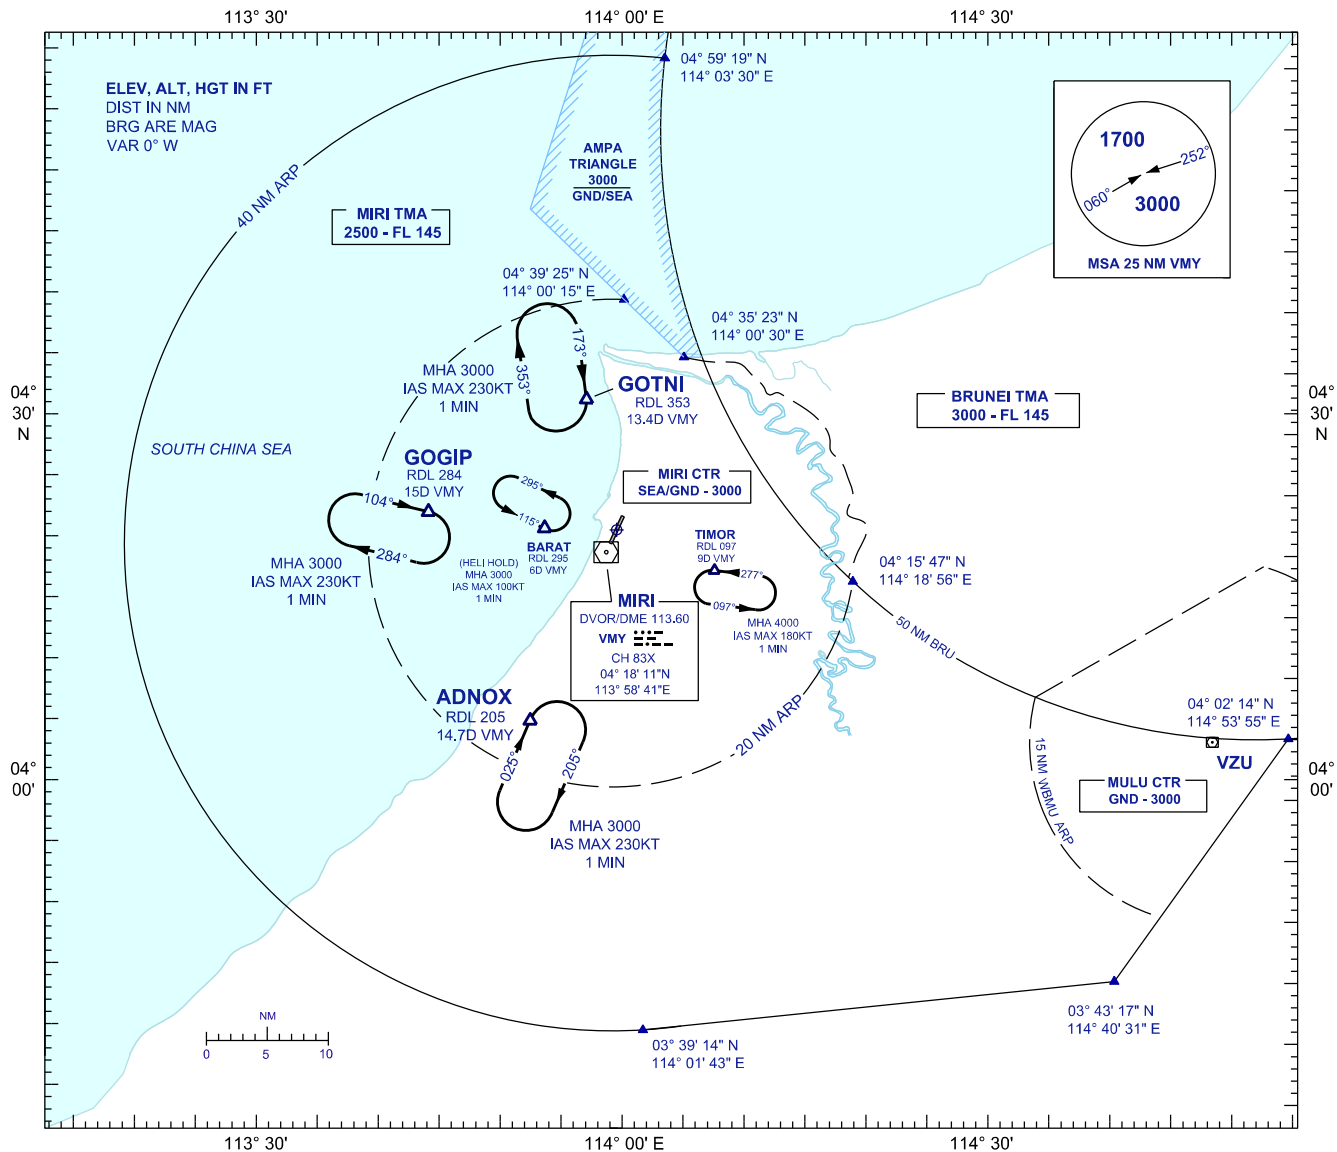 113° 30'
114° 00' E
114° 30'
ELEV, ALT, HGT IN FT
DIST IN NM
BRG ARE MAG
VAR 0° W
04° 59' 19" N
114° 03' 30" E
1700
252°
060°
3000
MSA 25 NM VMY
AMPA
TRIANGLE
3000
GND/SEA
40 NM ARP
MIRI TMA
2500 - FL 145
04° 39' 25" N
114° 00' 15" E
04° 35' 23" N
114° 00' 30" E
173°
353°
MHA 3000
IAS MAX 230KT
1 MIN
GOTNI
RDL 353
13.4D VMY
BRUNEI TMA
3000 - FL 145
04°
30'
N
04°
30'
N
SOUTH CHINA SEA
GOGIP
RDL 284
15D VMY
104°
284°
MHA 3000
IAS MAX 230KT
1 MIN
295°
115°
BARAT
RDL 295
6D VMY
(HELI HOLD)
MHA 3000
IAS MAX 100KT
1 MIN
MIRI CTR
SEA/GND - 3000
TIMOR
RDL 097
9D VMY
277°
097°
MHA 4000
IAS MAX 180KT
1 MIN
04° 15' 47" N
114° 18' 56" E
MIRI
DVOR/DME 113.60
VMY
CH 83X
04° 18' 11"N
113° 58' 41"E
50 NM BRU
ADNOX
RDL 205
14.7D VMY
025°
205°
MHA 3000
IAS MAX 230KT
1 MIN
20 NM ARP
04° 02' 14" N
114° 53' 55" E
VZU
15 NM WBMU ARP
MULU CTR
GND - 3000
04°
00'
04°
00'
03° 43' 17" N
114° 40' 31" E
03° 39' 14" N
114° 01' 43" E
NM
0 5 10
113° 30'
114° 00' E
114° 30'